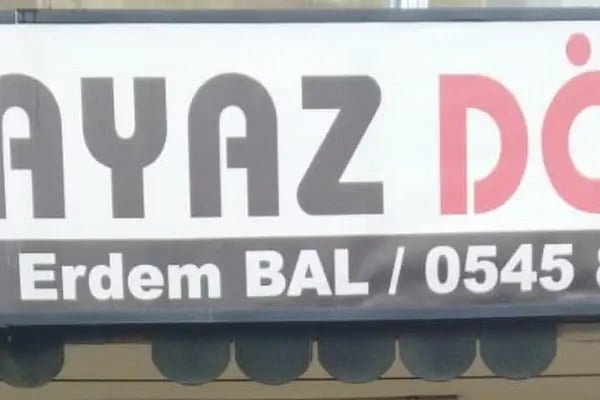 AYAZ DÖ
Erdem BAL / 0545